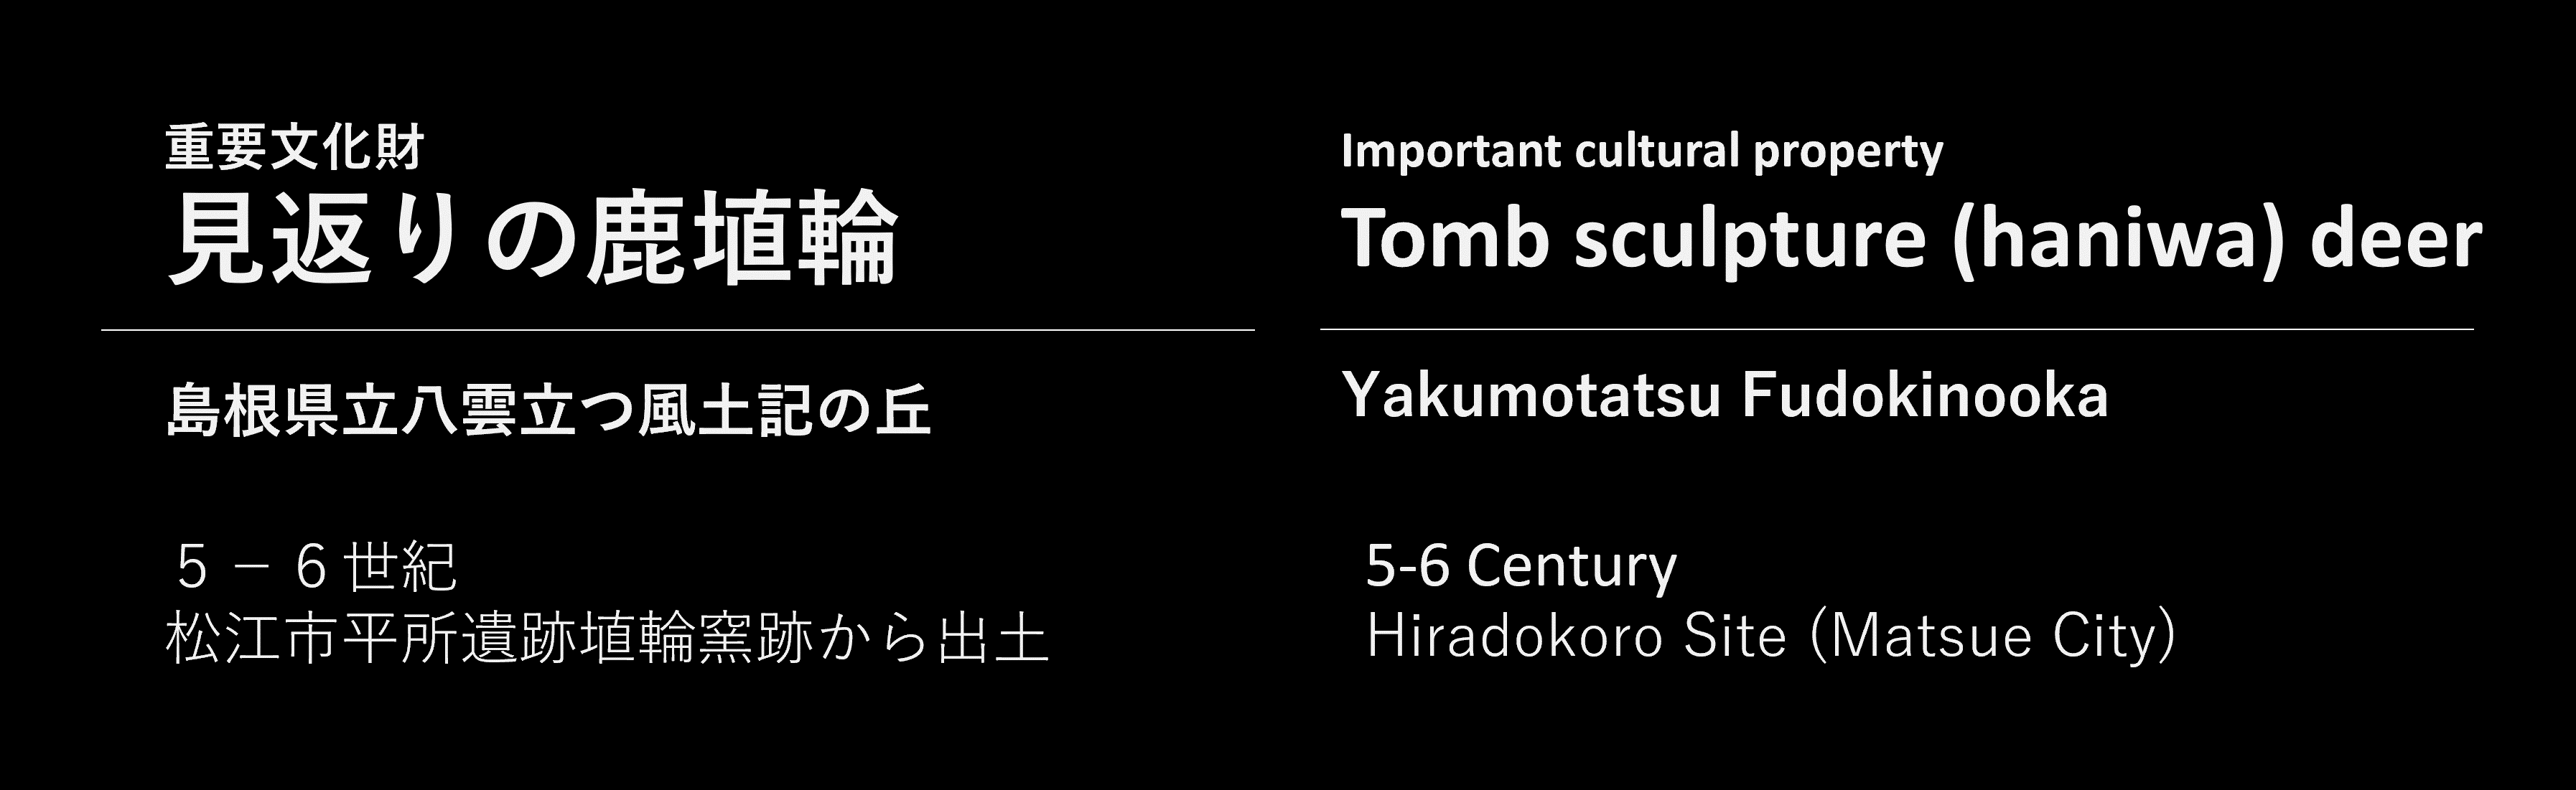 重要文化財
見返りの鹿埴輪
島根県立八雲立つ風土記の丘
５－６世紀
松江市平所遺跡埴輪窯跡から出土
Important cultural property
Tomb sculpture (haniwa) deer
Yakumotatsu Fudokinooka
5-6 Century
Hiradokoro Site (Matsue City)